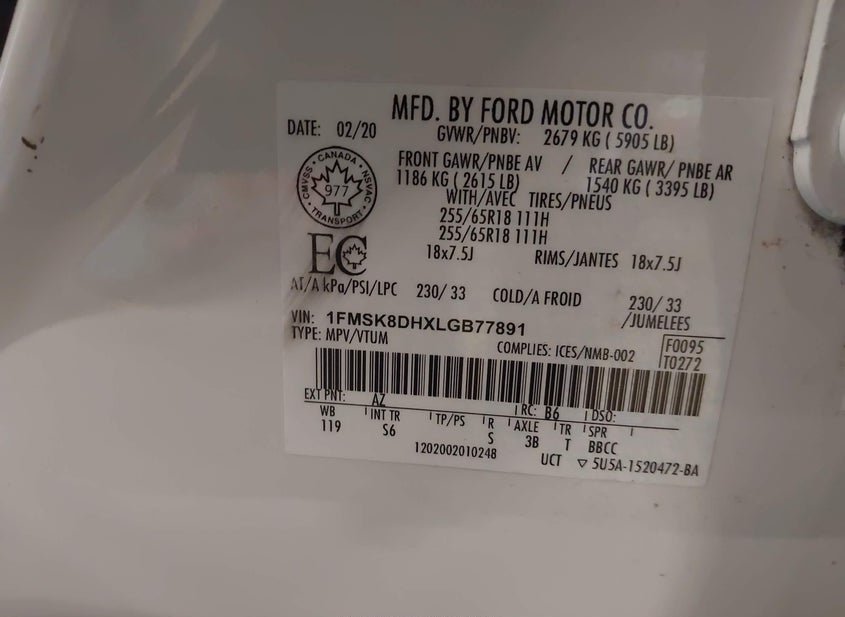 MFD. BY FORD MOTOR CO.
DATE: 02/20
GVWR/PNBV: 2679 KG ( 5905 LB)
FRONT GAWR/PNBE AV / REAR GAWR/ PNBE AR
1186 KG ( 2615 LB) 1540 KG ( 3395 LB)
WITH/AVEC TIRES/PNEUS
255/65R18 111H
255/65R18 111H
18x7.5J RIMS/JANTES 18x7.5J
CMVSS • CANADA • NSVAC • TRANSPORT •
977
EC
AT/A kPa/PSI/LPC 230/ 33 COLD/A FROID 230/ 33
/JUMELEES
VIN: 1FMSK8DHXLGB77891
TYPE: MPV/VTUM
COMPLIES: ICES/NMB-002
F0095
T0272
EXT PNT: AZ RC: B6 DSO:
WB INT TR TP/PS R AXLE TR SPR
119 S6 S 3B T BBCC
1202002010248 UCT ▽ 5U5A-1520472-BA